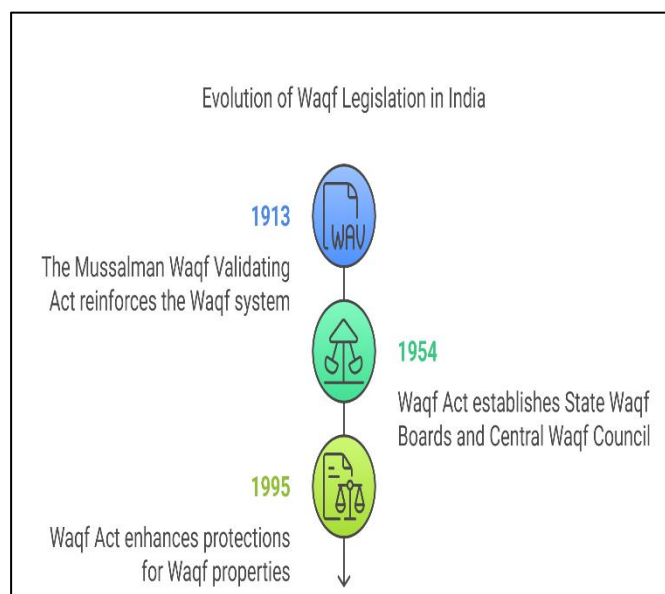 Evolution of Waqf Legislation in India
WAV
1913
The Mussalman Waqf Validating
Act reinforces the Waqf system
1954
Waqf Act establishes State Waqf
Boards and Central Waqf Council
1995
Waqf Act enhances protections
for Waqf properties